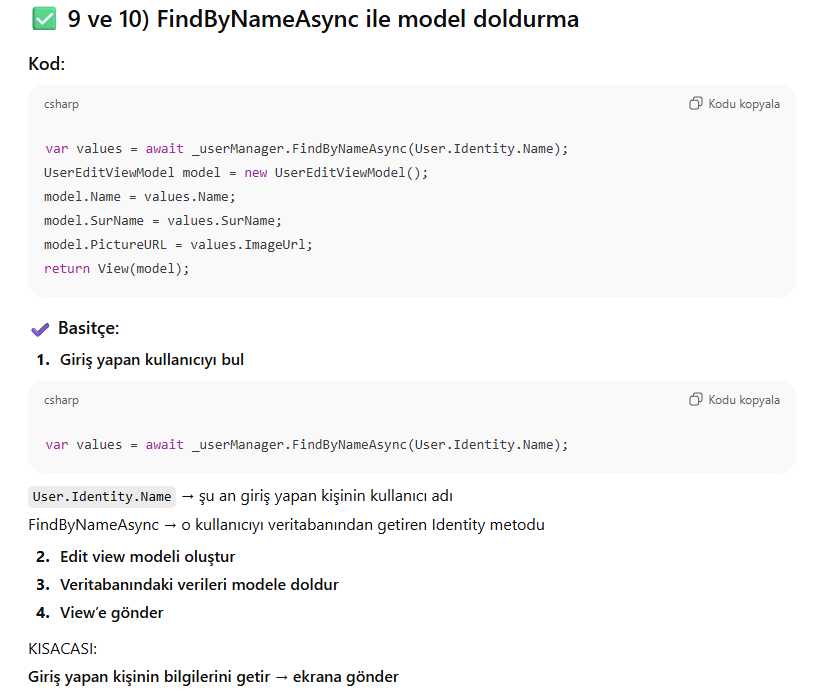 ✅ 9 ve 10) FindByNameAsync ile model doldurma
Kod:
csharp
Kodu kopyala
var values = await _userManager.FindByNameAsync(User.Identity.Name);
UserEditViewModel model = new UserEditViewModel();
model.Name = values.Name;
model.SurName = values.SurName;
model.PictureURL = values.ImageUrl;
return View(model);
✔ Basitçe:
1. Giriş yapan kullanıcıyı bul
csharp
Kodu kopyala
var values = await _userManager.FindByNameAsync(User.Identity.Name);
User.Identity.Name → şu an giriş yapan kişinin kullanıcı adı
FindByNameAsync → o kullanıcıyı veritabanından getiren Identity metodu
2. Edit view modeli oluştur
3. Veritabanındaki verileri modele doldur
4. View’e gönder
KISACASI:
Giriş yapan kişinin bilgilerini getir → ekrana gönder